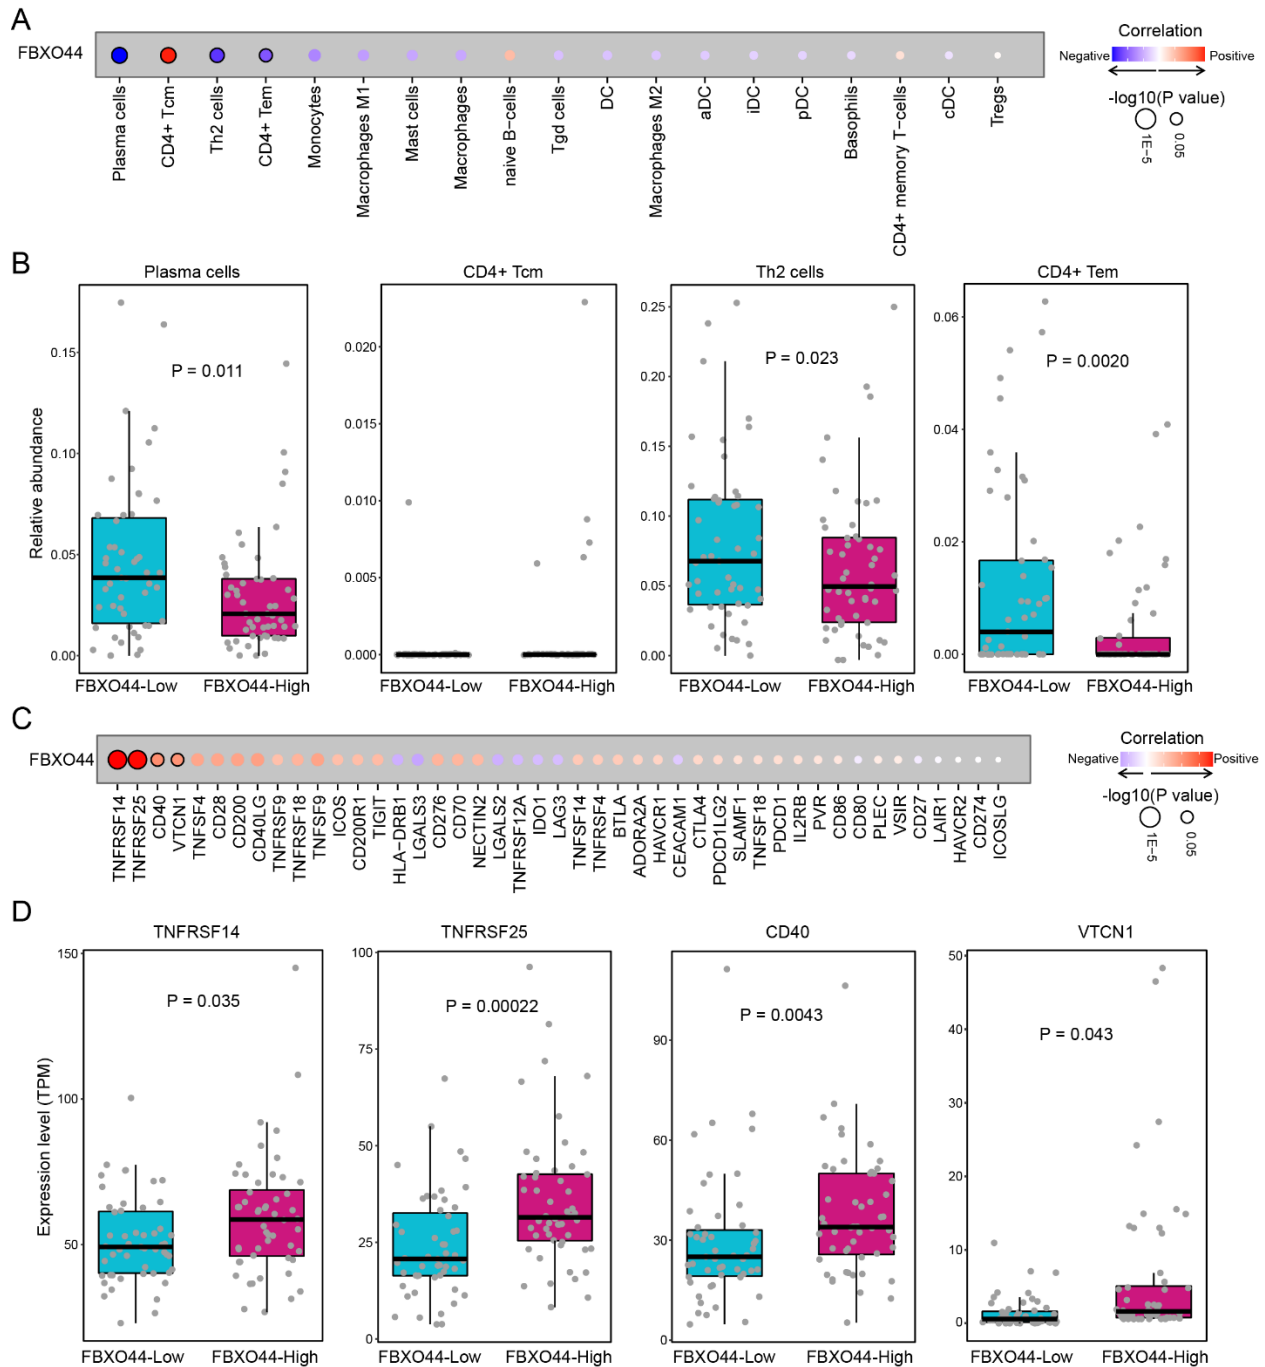 A
FBXO44
Plasma cells
CD4+ Tcm
Th2 cells
CD4+ Tem
Monocytes
Macrophages M1
Mast cells
Macrophages
naive B-cells
Tgd cells
DC
Macrophages M2
aDC
iDC
pDC
Basophils
CD4+ memory T-cells
cDC
Tregs
Correlation
Negative
Positive
-log10(P value)
1E-5
0.05
B
Relative abundance
Plasma cells
P = 0.011
0.15
0.10
0.05
0.00
FBXO44-Low
FBXO44-High
CD4+ Tcm
0.020
0.015
0.010
0.005
0.000
FBXO44-Low
FBXO44-High
Th2 cells
P = 0.023
0.25
0.20
0.15
0.10
0.05
0.00
FBXO44-Low
FBXO44-High
CD4+ Tem
P = 0.0020
0.06
0.04
0.02
0.00
FBXO44-Low
FBXO44-High
C
FBXO44
TNFRSF14
TNFRSF25
CD40
VTCN1
TNFSF4
CD28
CD200
CD40LG
TNFRSF9
TNFRSF18
TNFSF9
ICOS
CD200R1
TIGIT
HLA-DRB1
LGALS3
CD276
CD70
NECTIN2
LGALS2
TNFRSF12A
IDO1
LAG3
TNFSF14
TNFRSF4
BTLA
ADORA2A
HAVCR1
CEACAM1
CTLA4
PDCD1LG2
SLAMF1
TNFSF18
PDCD1
IL2RB
PVR
CD86
CD80
PLEC
VSIR
CD27
LAIR1
HAVCR2
CD274
ICOSLG
Correlation
Negative
Positive
-log10(P value)
1E-5
0.05
D
Expression level (TPM)
TNFRSF14
P = 0.035
150
100
50
FBXO44-Low
FBXO44-High
TNFRSF25
P = 0.00022
100
75
50
25
0
FBXO44-Low
FBXO44-High
CD40
P = 0.0043
90
60
30
0
FBXO44-Low
FBXO44-High
VTCN1
P = 0.043
50
40
30
20
10
0
FBXO44-Low
FBXO44-High